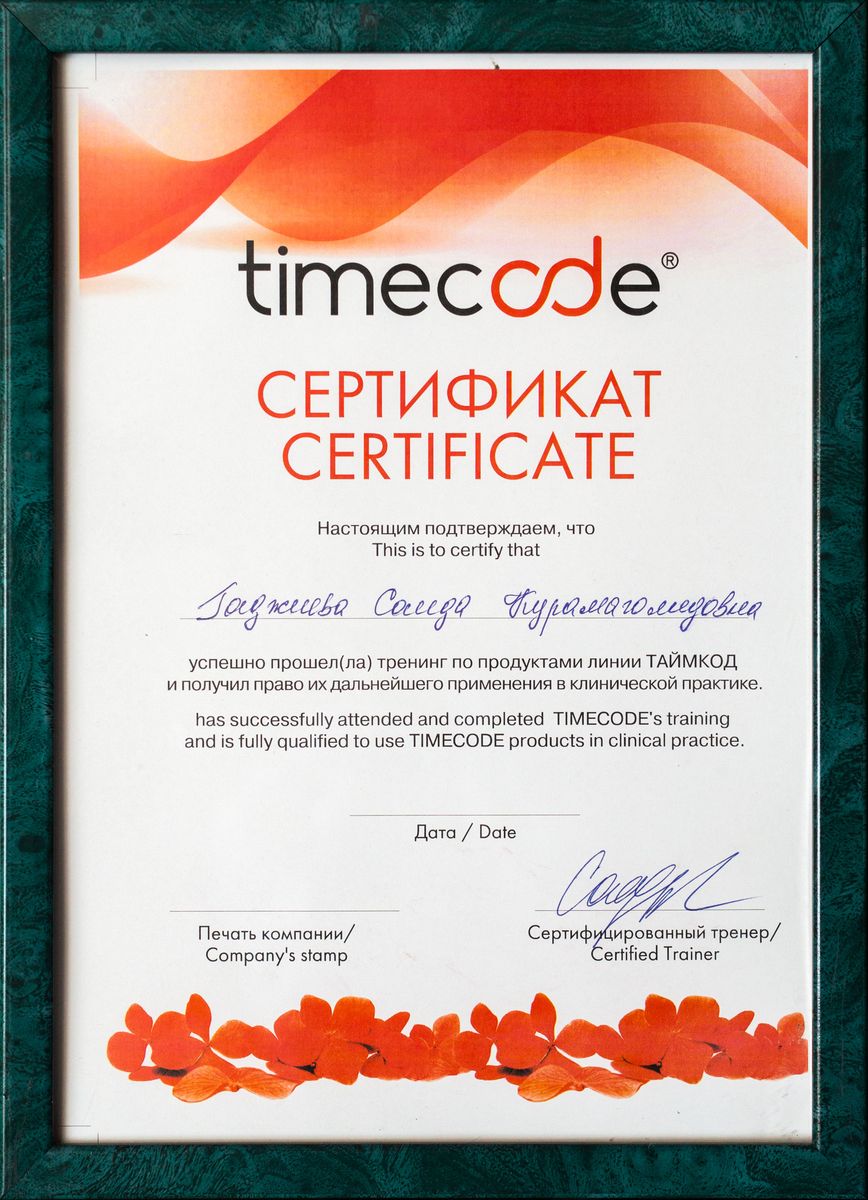 timecode®
СЕРТИФИКАТ
CERTIFICATE
Настоящим подтверждаем, что
This is to certify that
Гаджиева Саида Нурамагомедовна
успешно прошел(ла) тренинг по продуктами линии ТАЙМКОД
и получил право их дальнейшего применения в клинической практике.
has successfully attended and completed TIMECODE's training
and is fully qualified to use TIMECODE products in clinical practice.
Дата / Date
Печать компании/
Company's stamp
Сертифицированный тренер/
Certified Trainer